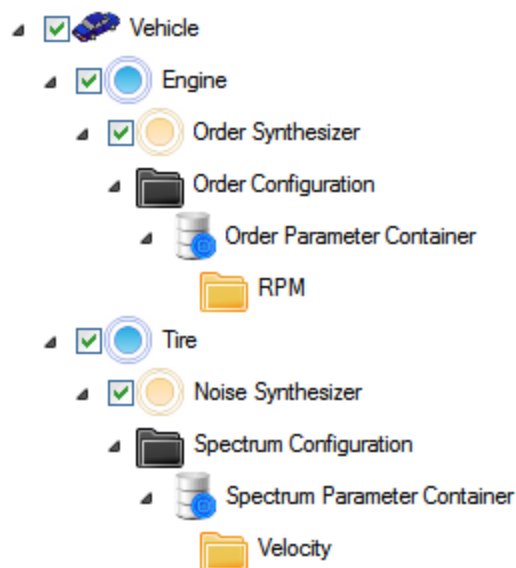 Vehicle
Engine
Order Synthesizer
Order Configuration
Order Parameter Container
RPM
Tire
Noise Synthesizer
Spectrum Configuration
Spectrum Parameter Container
Velocity